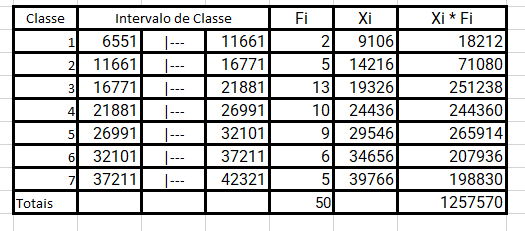 Classe Intervalo de Classe Fi Xi Xi * Fi
1 6551 |--- 11661 2 9106 18212
2 11661 |--- 16771 5 14216 71080
3 16771 |--- 21881 13 19326 251238
4 21881 |--- 26991 10 24436 244360
5 26991 |--- 32101 9 29546 265914
6 32101 |--- 37211 6 34656 207936
7 37211 |--- 42321 5 39766 198830
Totais 50 1257570